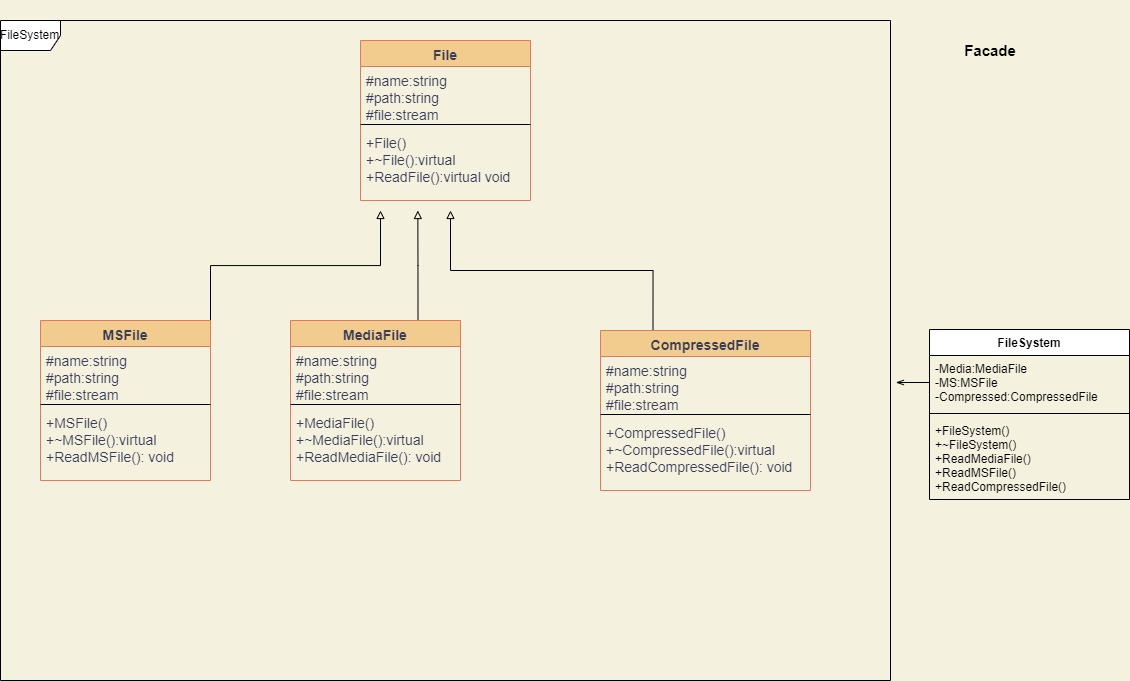 FileSystem
Facade
File
#name:string
#path:string
#file:stream
+File()
+~File():virtual
+ReadFile():virtual void
MSFile
#name:string
#path:string
#file:stream
+MSFile()
+~MSFile():virtual
+ReadMSFile(): void
MediaFile
#name:string
#path:string
#file:stream
+MediaFile()
+~MediaFile():virtual
+ReadMediaFile(): void
CompressedFile
#name:string
#path:string
#file:stream
+CompressedFile()
+~CompressedFile():virtual
+ReadCompressedFile(): void
FileSystem
-Media:MediaFile
-MS:MSFile
-Compressed:CompressedFile
+FileSystem()
+~FileSystem()
+ReadMediaFile()
+ReadMSFile()
+ReadCompressedFile()